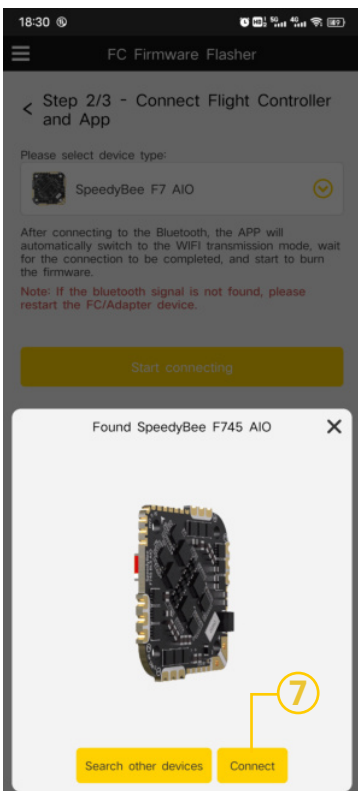 18:30
FC Firmware Flasher
Step 2/3 - Connect Flight Controller
and App
Please select device type:
SpeedyBee F7 AIO
After connecting to the Bluetooth, the APP will
automatically switch to the WIFI transmission mode, wait
for the connection to be completed, and start to burn
the firmware.
Note: If the bluetooth signal is not found, please
restart the FC/Adapter device.
Start connecting
Found SpeedyBee F745 AIO
7
Search other devices
Connect